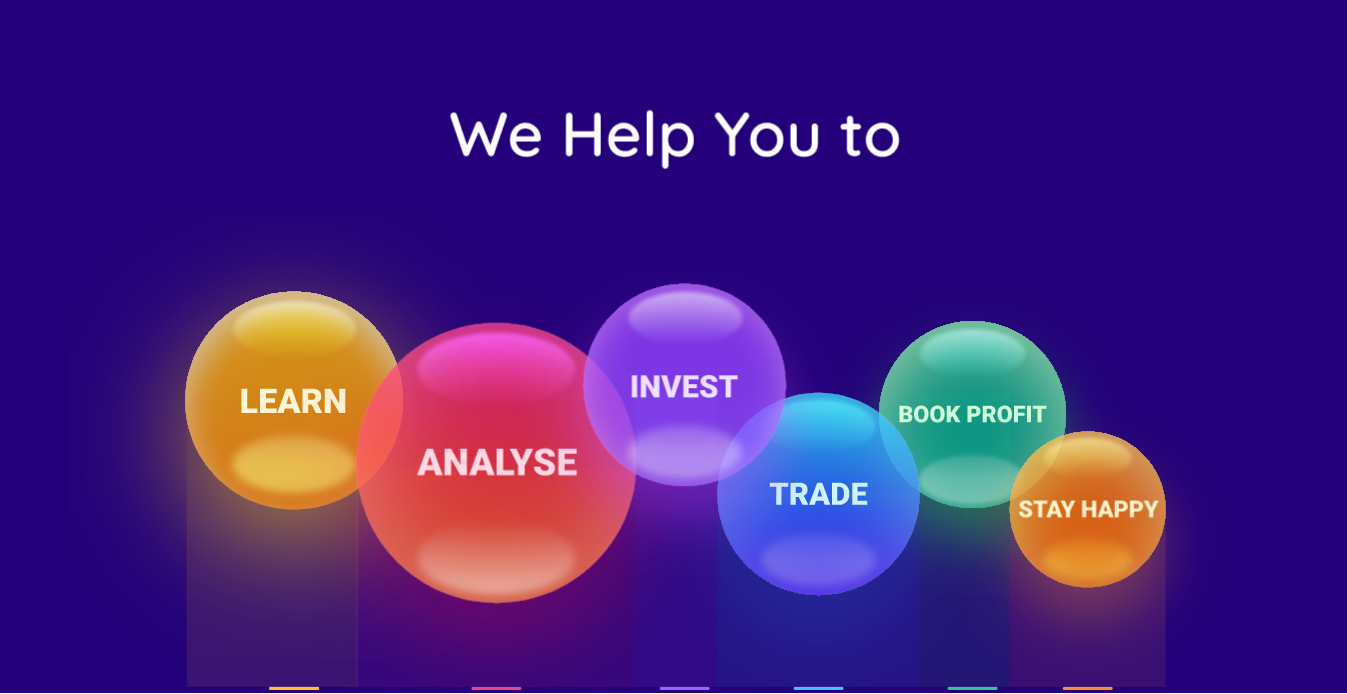 We Help You to
LEARN
ANALYSE
INVEST
TRADE
BOOK PROFIT
STAY HAPPY